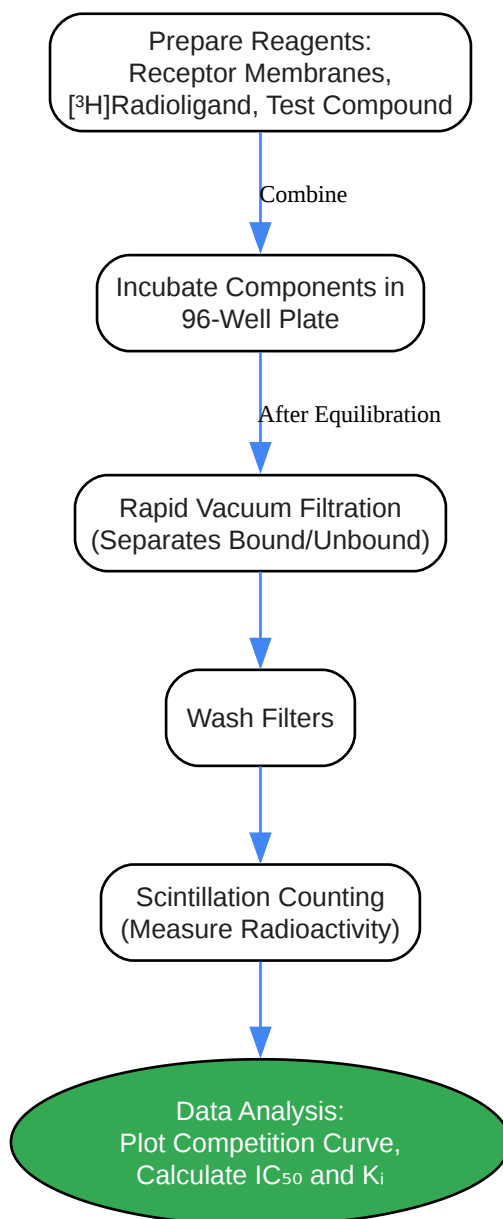 Prepare Reagents:
Receptor Membranes,
[³H]Radioligand, Test Compound
Combine
Incubate Components in
96-Well Plate
After Equilibration
Rapid Vacuum Filtration
(Separates Bound/Unbound)
Wash Filters
Scintillation Counting
(Measure Radioactivity)
Data Analysis:
Plot Competition Curve,
Calculate IC₅₀ and Kᵢ